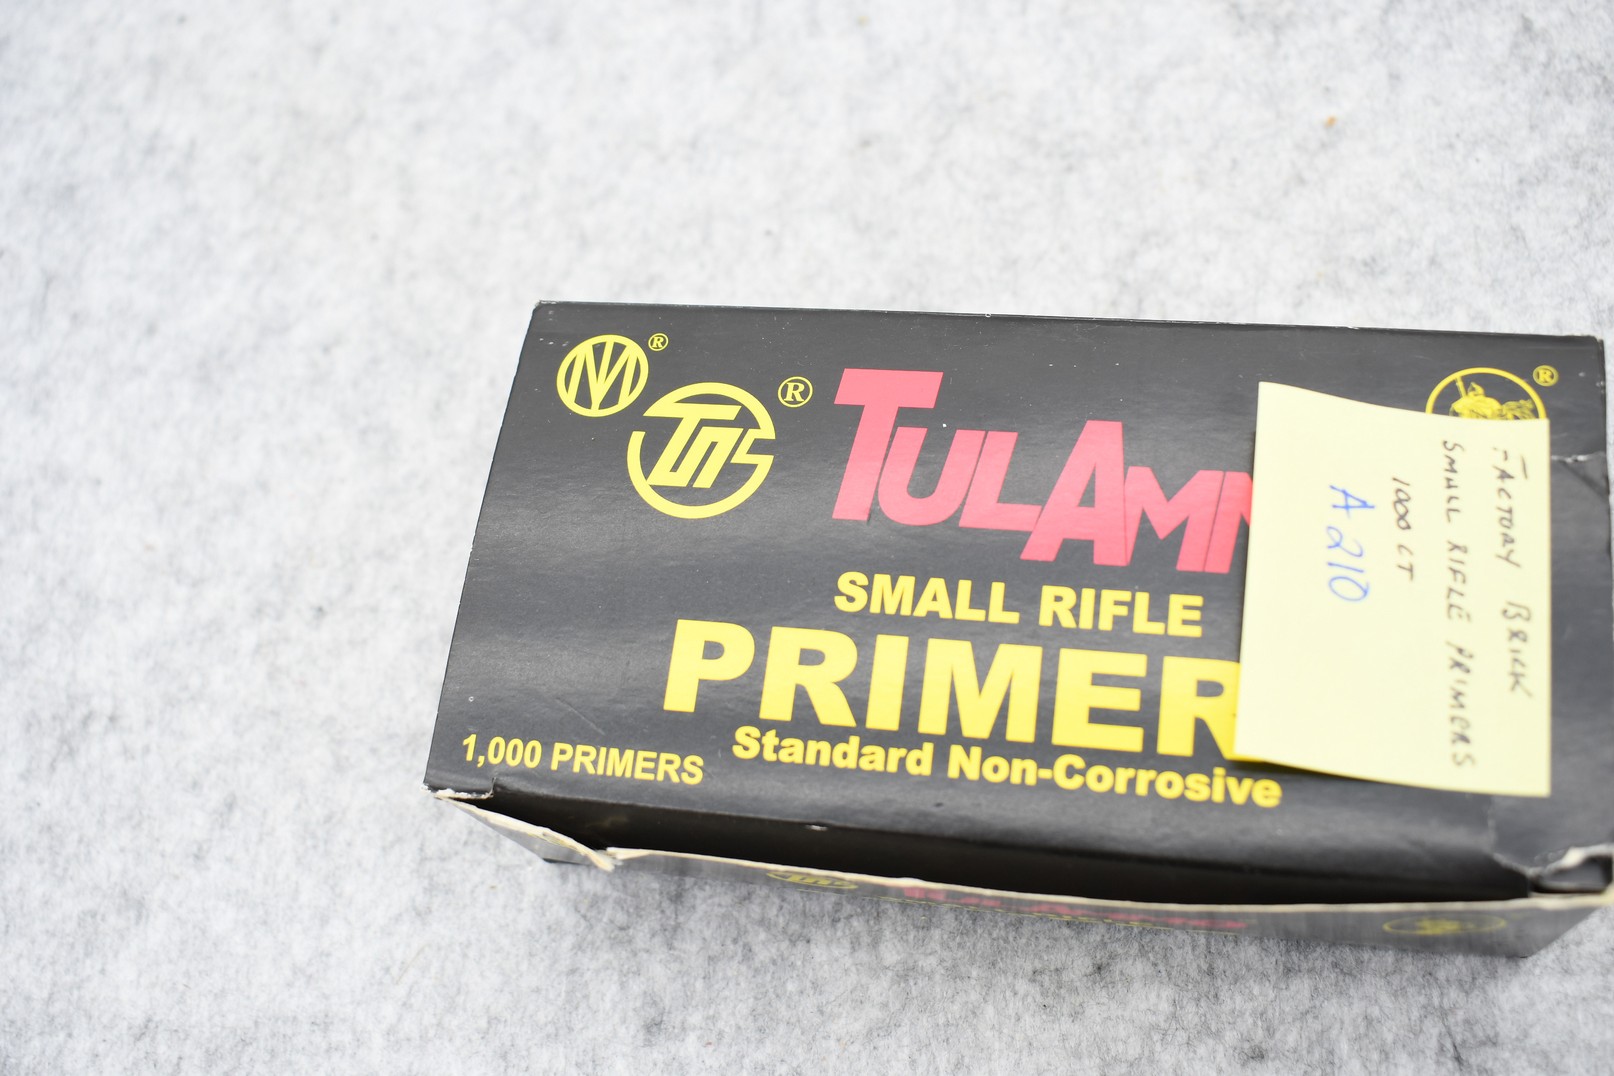 ®
®
®
TULAMM
SMALL RIFLE
PRIMER
Standard Non-Corrosive
1,000 PRIMERS
FACTORY BRICK
SMALL RIFLE PRIMERS
1000 CT
A210